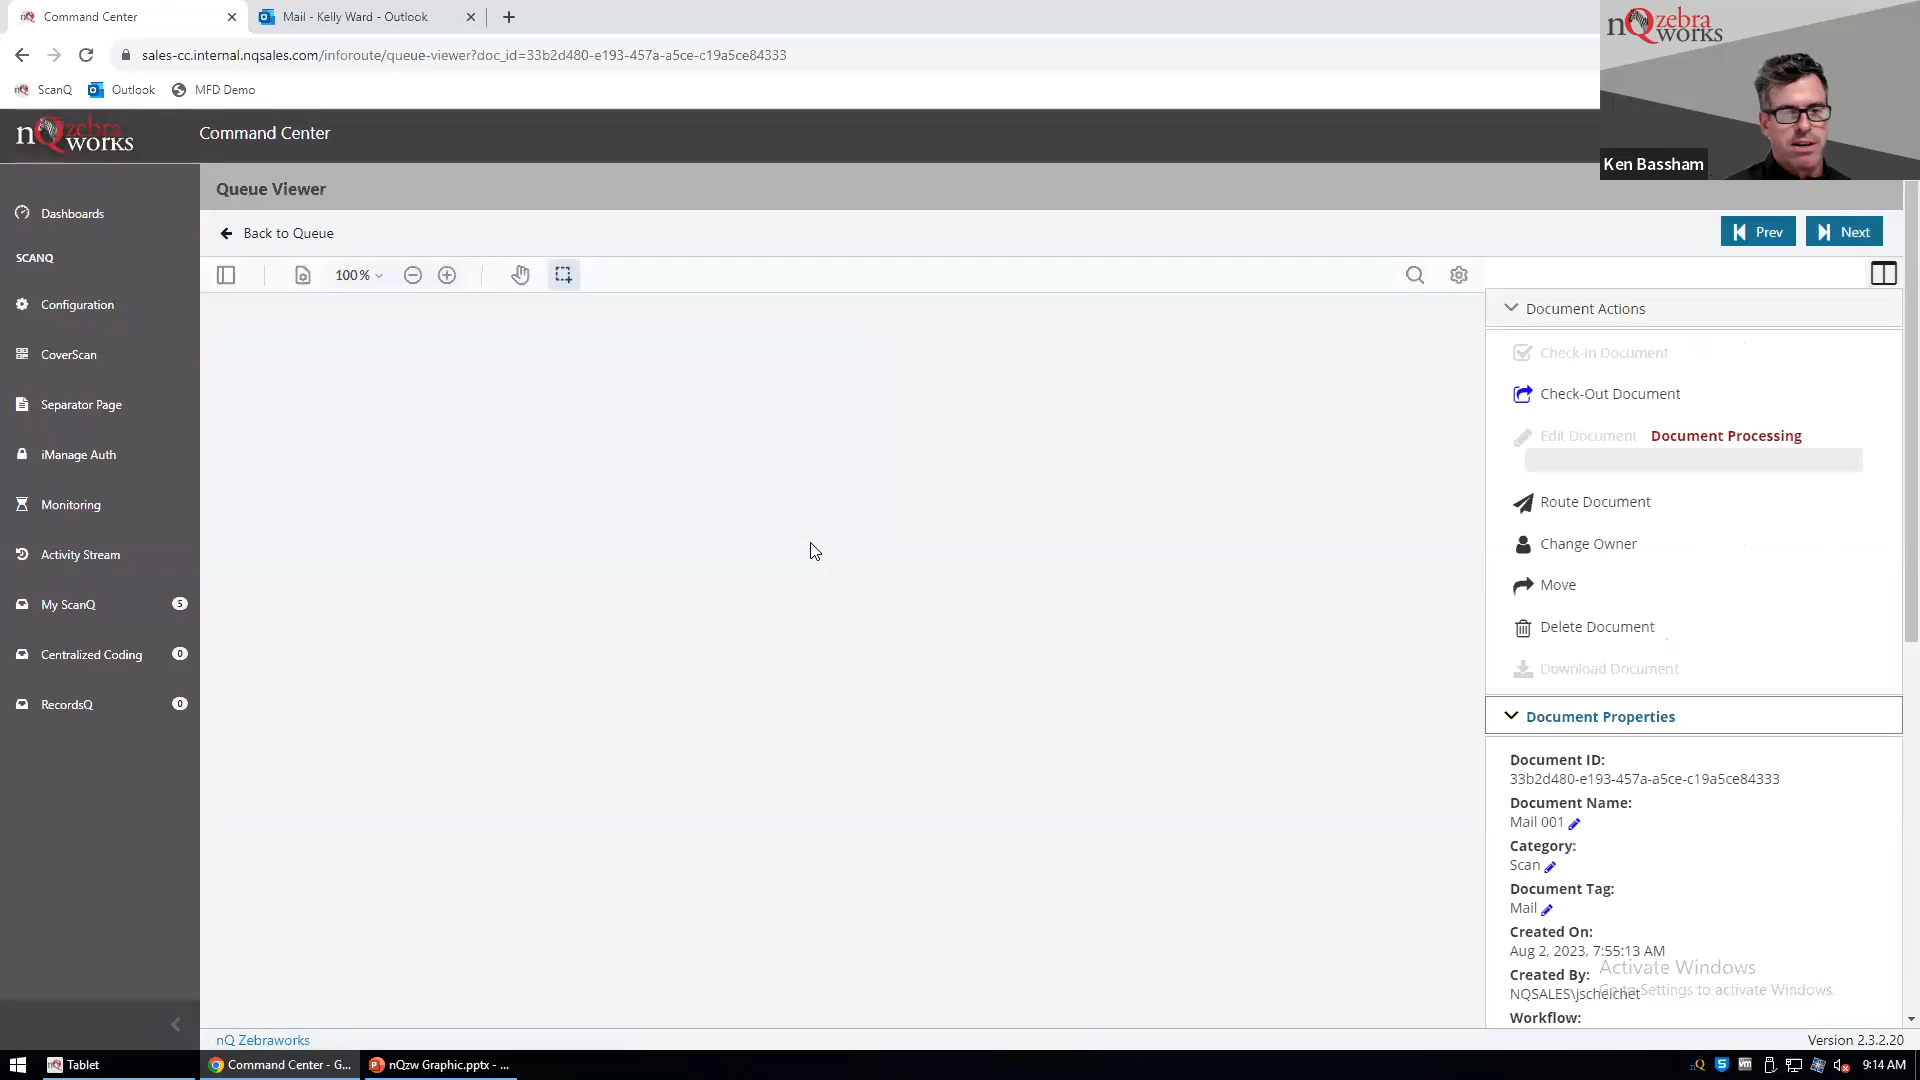 Command Center
Mail - Kelly Ward - Outlook
sales-cc.internal.nqsales.com/inforoute/queue-viewer?doc_id=33b2d480-e193-457a-a5ce-c19a5ce84333
ScanQ
Outlook
MFD Demo
nQ zebra works
Ken Bassham
nQ zebra works
Command Center
Queue Viewer
Back to Queue
Prev
Next
100%
Dashboards
SCANQ
Configuration
CoverScan
Separator Page
iManage Auth
Monitoring
Activity Stream
My ScanQ 5
Centralized Coding 0
RecordsQ 0
Document Actions
Check-In Document
Check-Out Document
Edit Document Document Processing
Route Document
Change Owner
Move
Delete Document
Download Document
Document Properties
Document ID:
33b2d480-e193-457a-a5ce-c19a5ce84333
Document Name:
Mail 001
Category:
Scan
Document Tag:
Mail
Created On:
Aug 2, 2023, 7:55:13 AM
Created By:
NQSALES\jscheichet
Workflow:
Activate Windows
Go to Settings to activate Windows.
nQ Zebraworks
Version 2.3.2.20
Tablet
Command Center - G...
nQzw Graphic.pptx - ...
9:14 AM